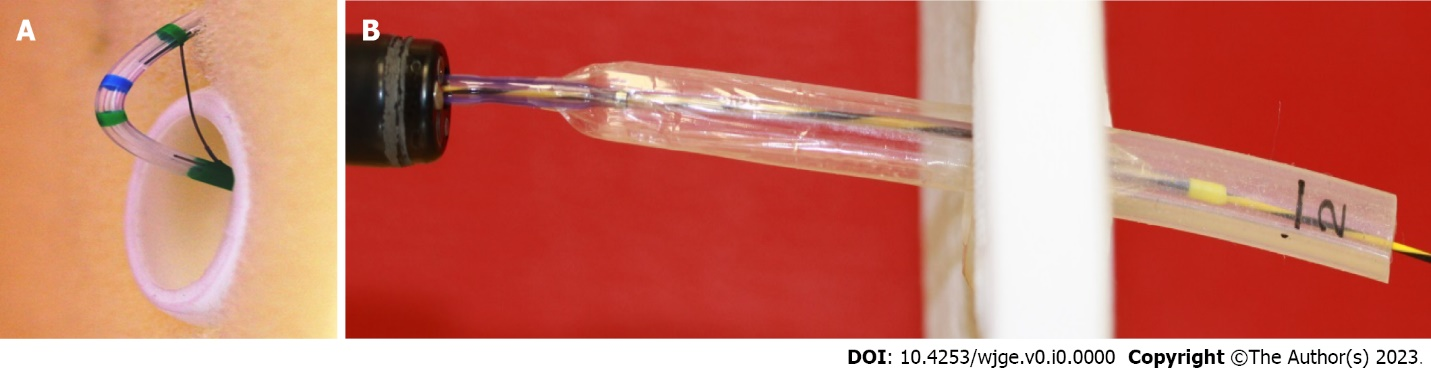 A
B
12
DOI: 10.4253/wjge.v0.i0.0000 Copyright ©The Author(s) 2023.